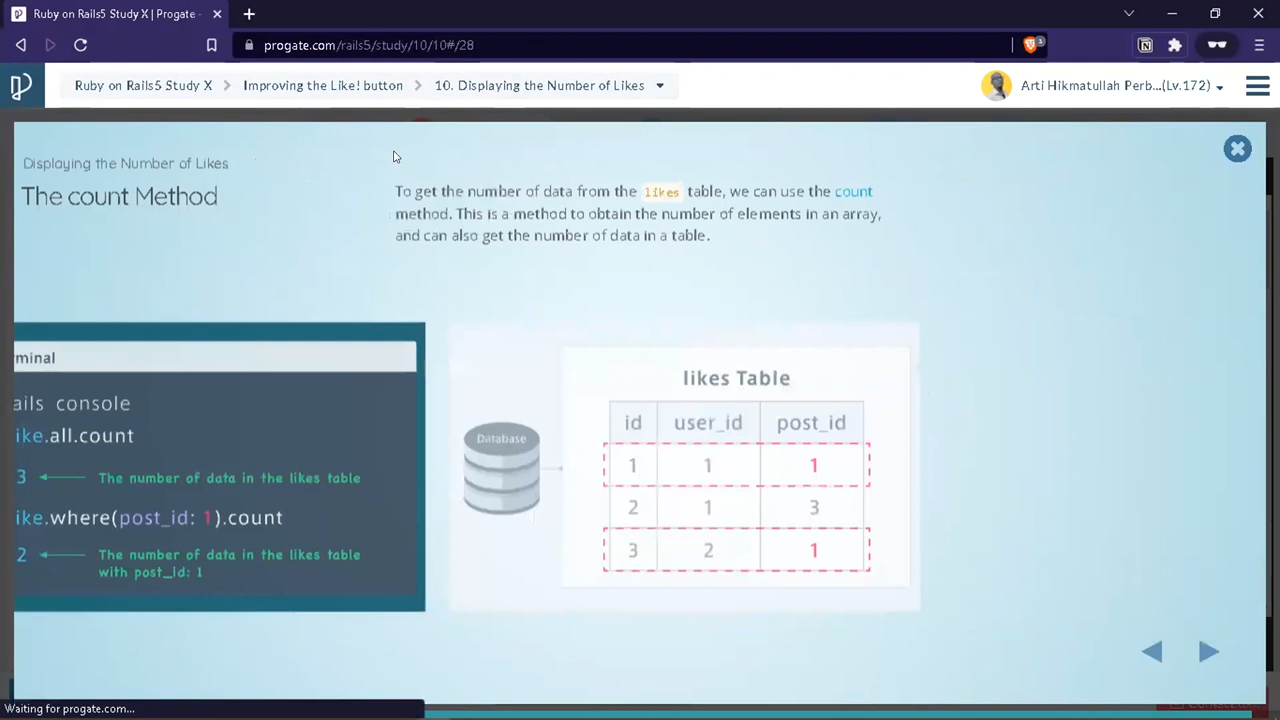 Ruby on Rails5 Study X | Progate -
progate.com/rails5/study/10/10#/28
3
Ruby on Rails5 Study X
Improving the Like! button
10. Displaying the Number of Likes
Arti Hikmatullah Perb...(Lv.172)
Displaying the Number of Likes
The count Method
To get the number of data from the likes table, we can use the count
method. This is a method to obtain the number of elements in an array,
and can also get the number of data in a table.
rminal
ails console
ike.all.count
3 The number of data in the likes table
ike.where(post_id: 1).count
2 The number of data in the likes table
with post_id: 1
Database
likes Table
id user_id post_id
1 1 1
2 1 3
3 2 1
Waiting for progate.com...